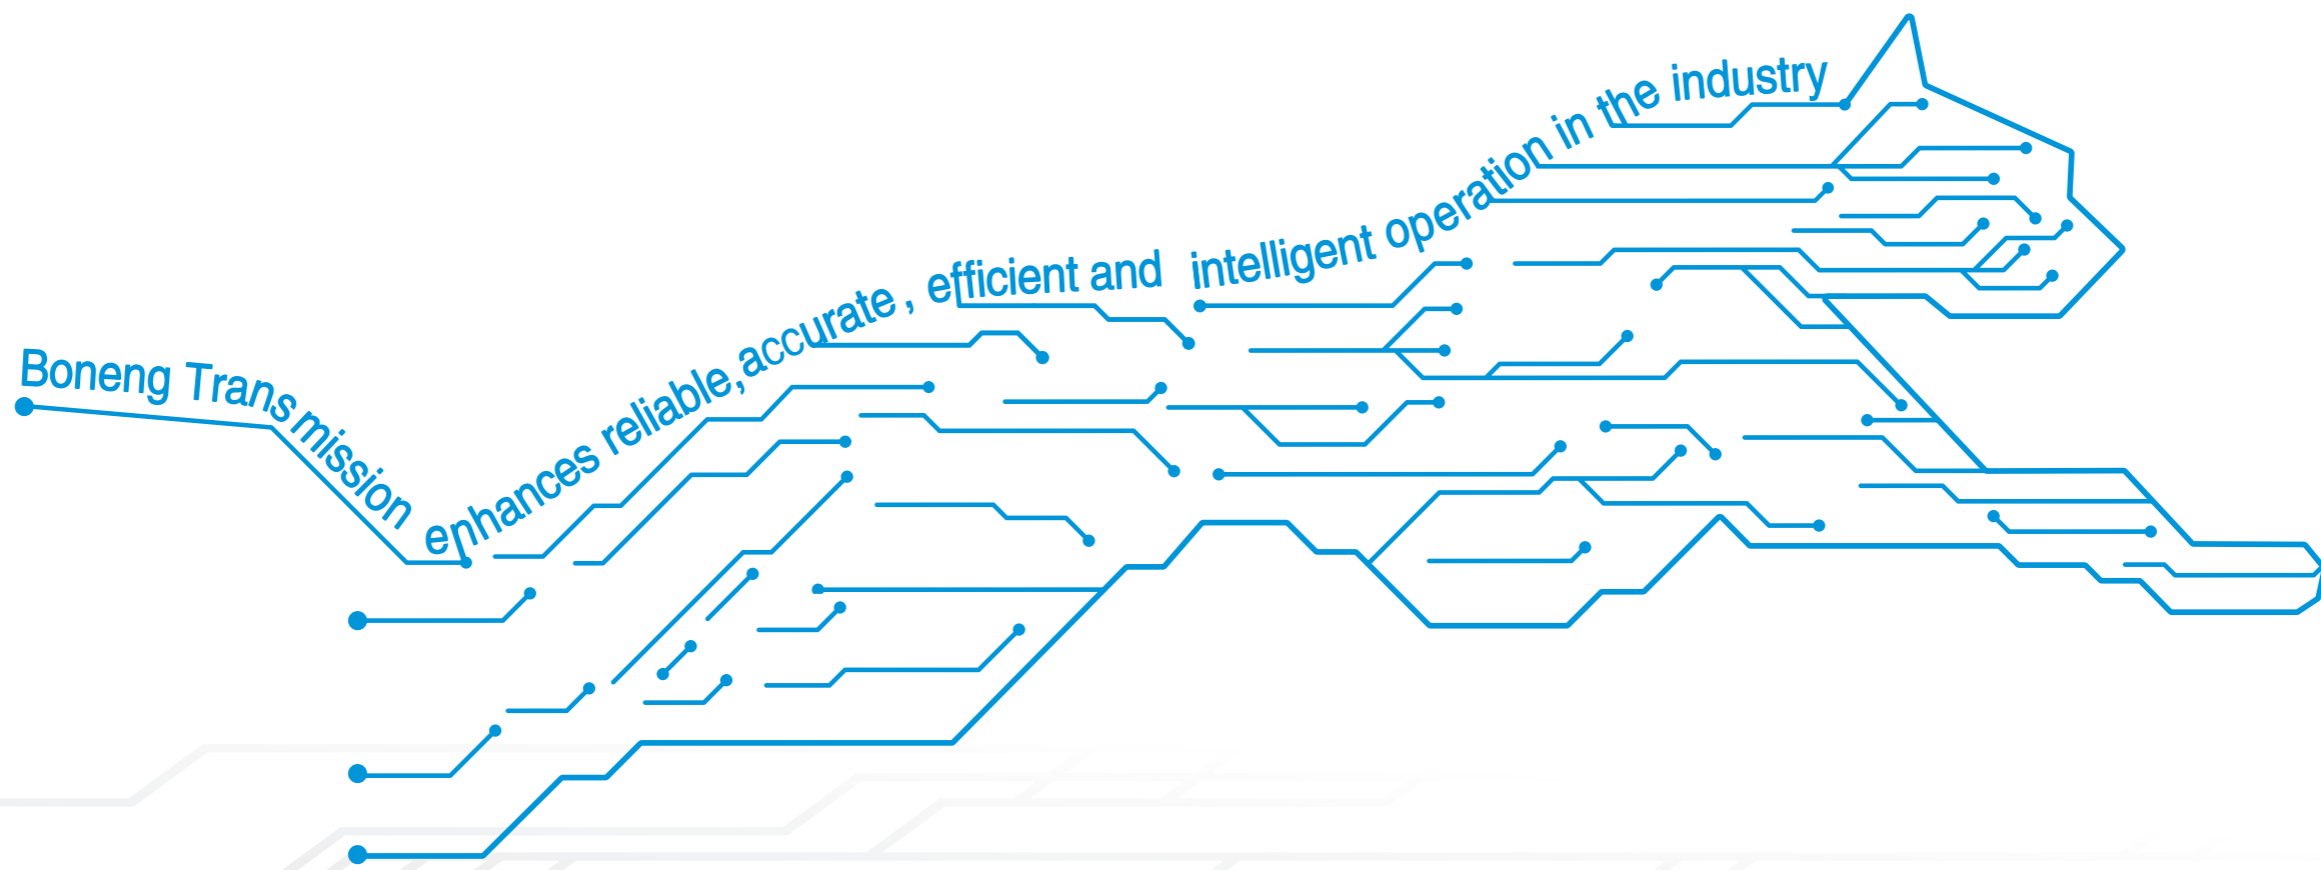 Boneng Transmission enhances reliable, accurate, efficient and intelligent operation in the industry